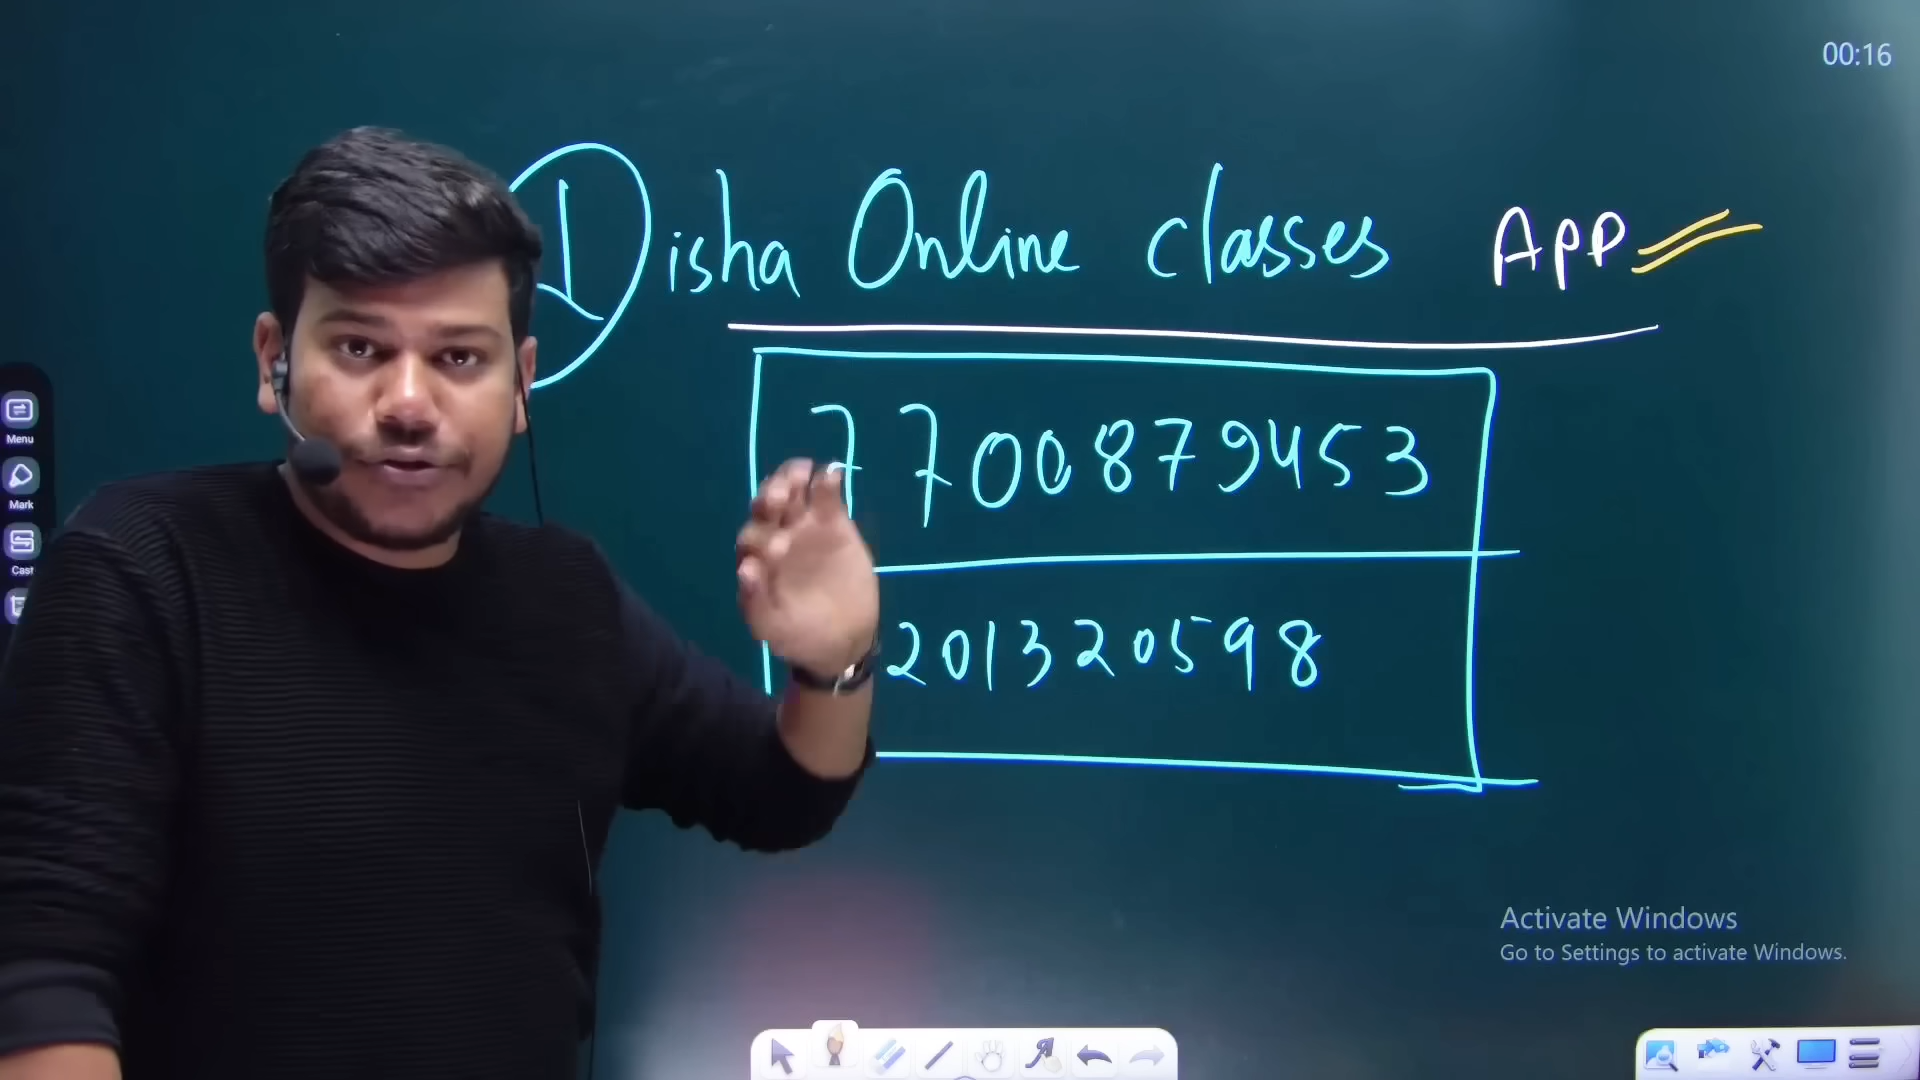 00:16
Disha Online classes App
7700879453
201320598
Menu
Mark
Cast
Activate Windows
Go to Settings to activate Windows.